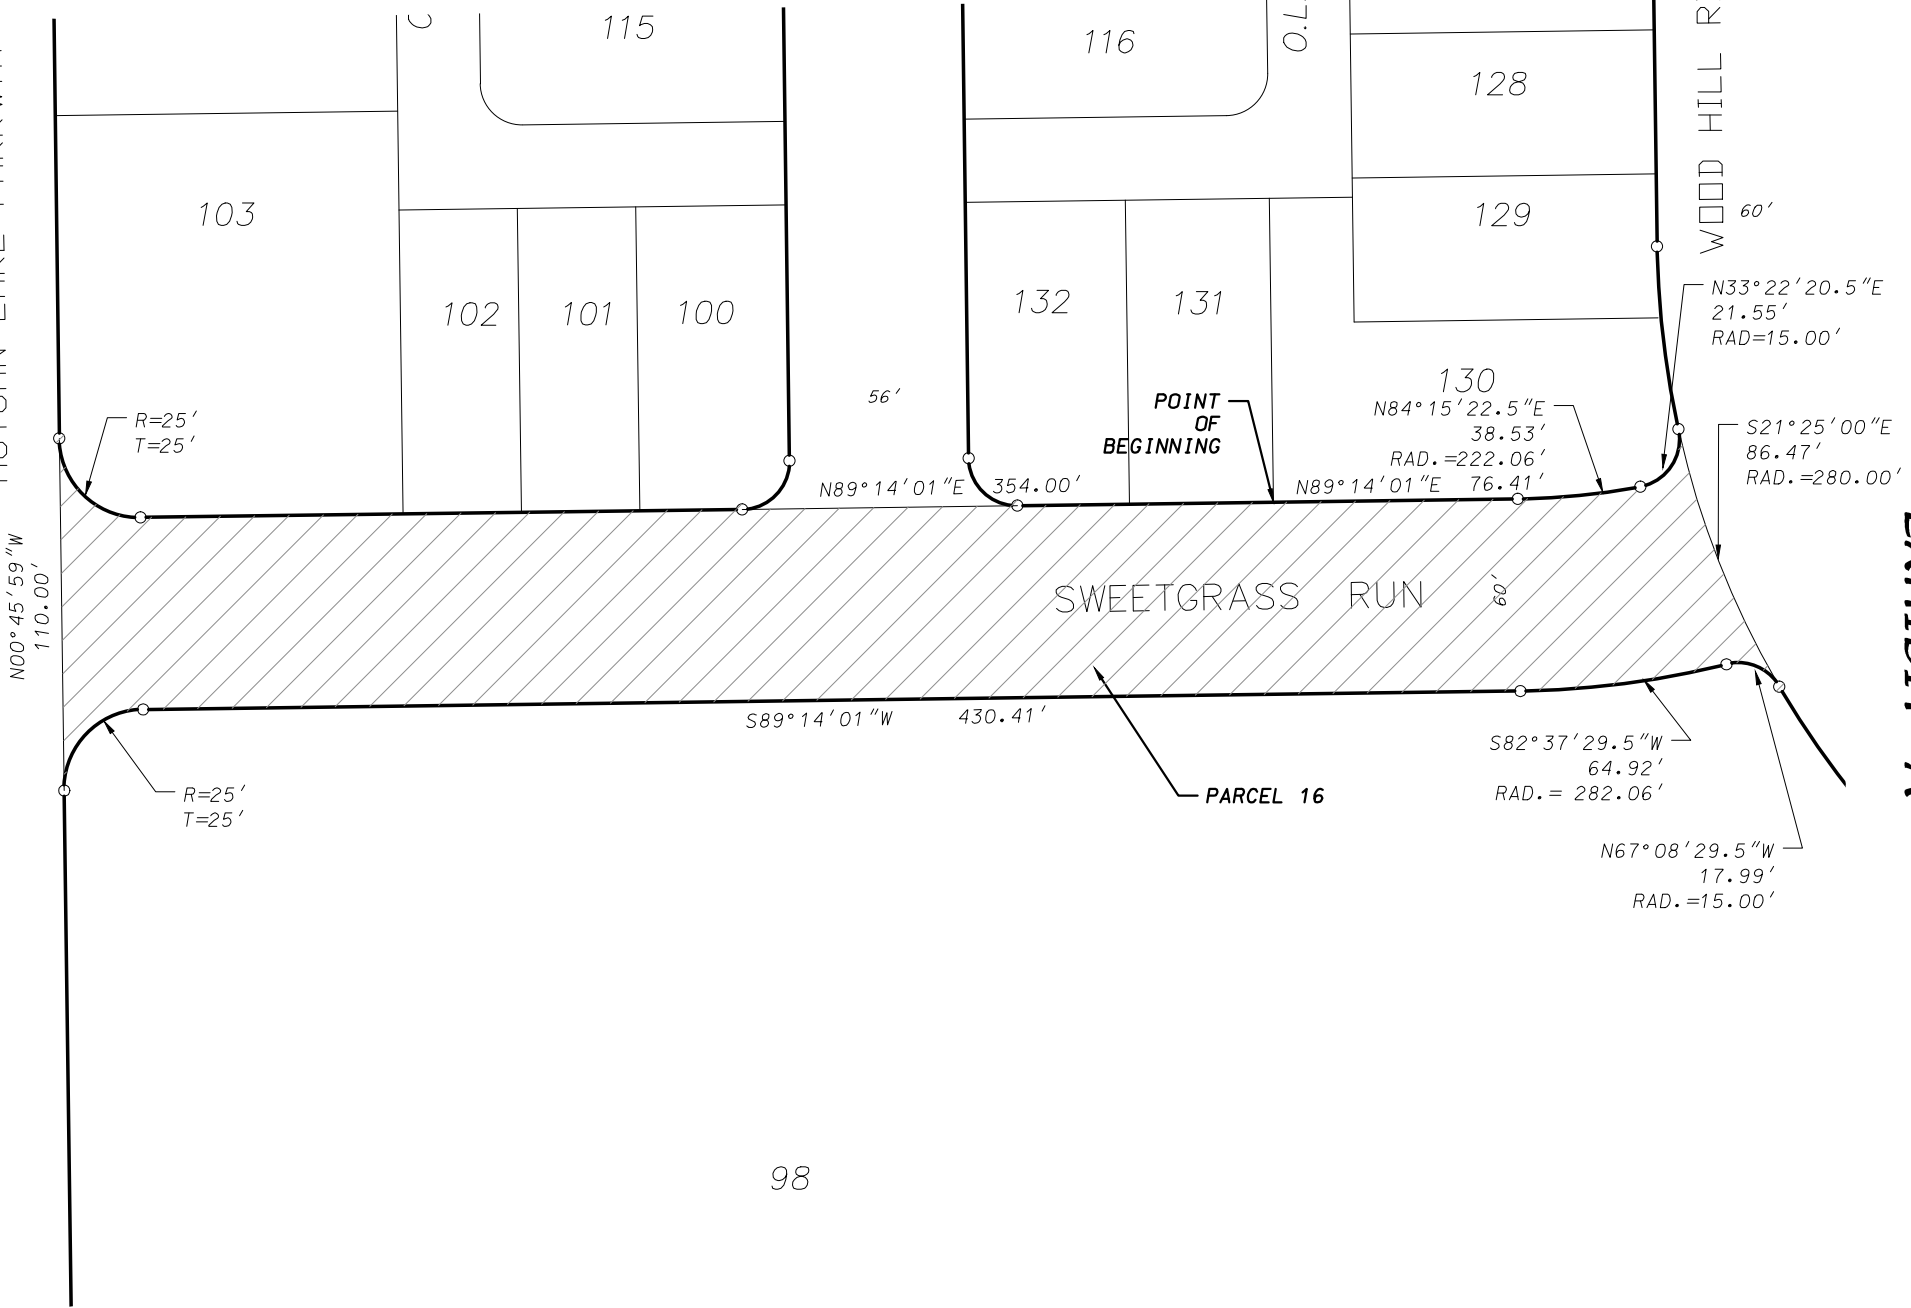 115
116
128
103
129
WOOD HILL R
60′
102
101
100
132
131
130
N33°22′20.5″E
21.55′
RAD=15.00′
R=25′
T=25′
56′
POINT
OF
BEGINNING
N84°15′22.5″E
38.53′
RAD.=222.06′
S21°25′00″E
86.47′
RAD.=280.00′
N89°14′01″E 354.00′
N89°14′01″E 76.41′
N00°45′59″W
110.00′
SWEETGRASS RUN
60′
S89°14′01″W 430.41′
S82°37′29.5″W
64.92′
RAD.= 282.06′
R=25′
T=25′
PARCEL 16
N67°08′29.5″W
17.99′
RAD.=15.00′
98